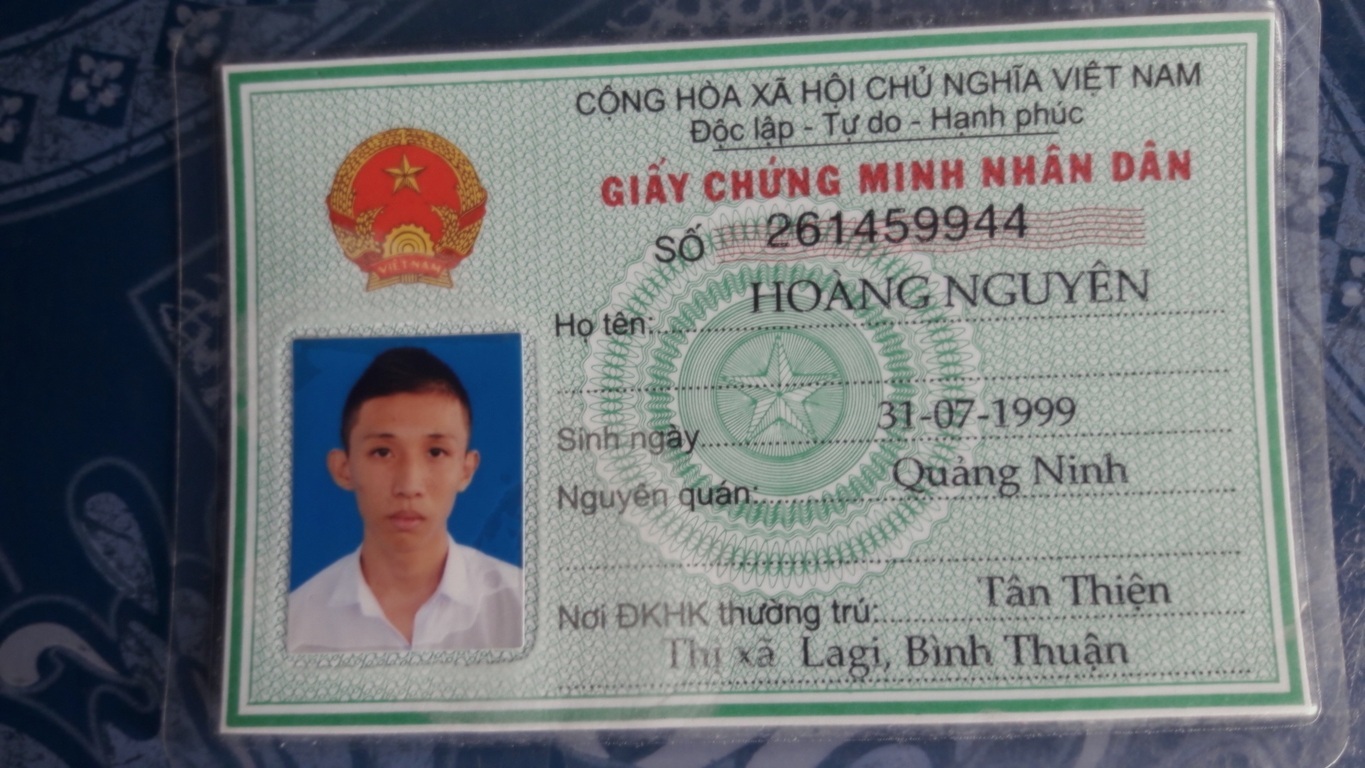 CỘNG HÒA XÃ HỘI CHỦ NGHĨA VIỆT NAM
Độc lập - Tự do - Hạnh phúc
GIẤY CHỨNG MINH NHÂN DÂN
SỐ 261459944
VIỆT NAM
Họ tên: HOÀNG NGUYÊN
Sinh ngày 31-07-1999
Nguyên quán: Quảng Ninh
Nơi ĐKHK thường trú: Tân Thiện
Thị xã Lagi, Bình Thuận